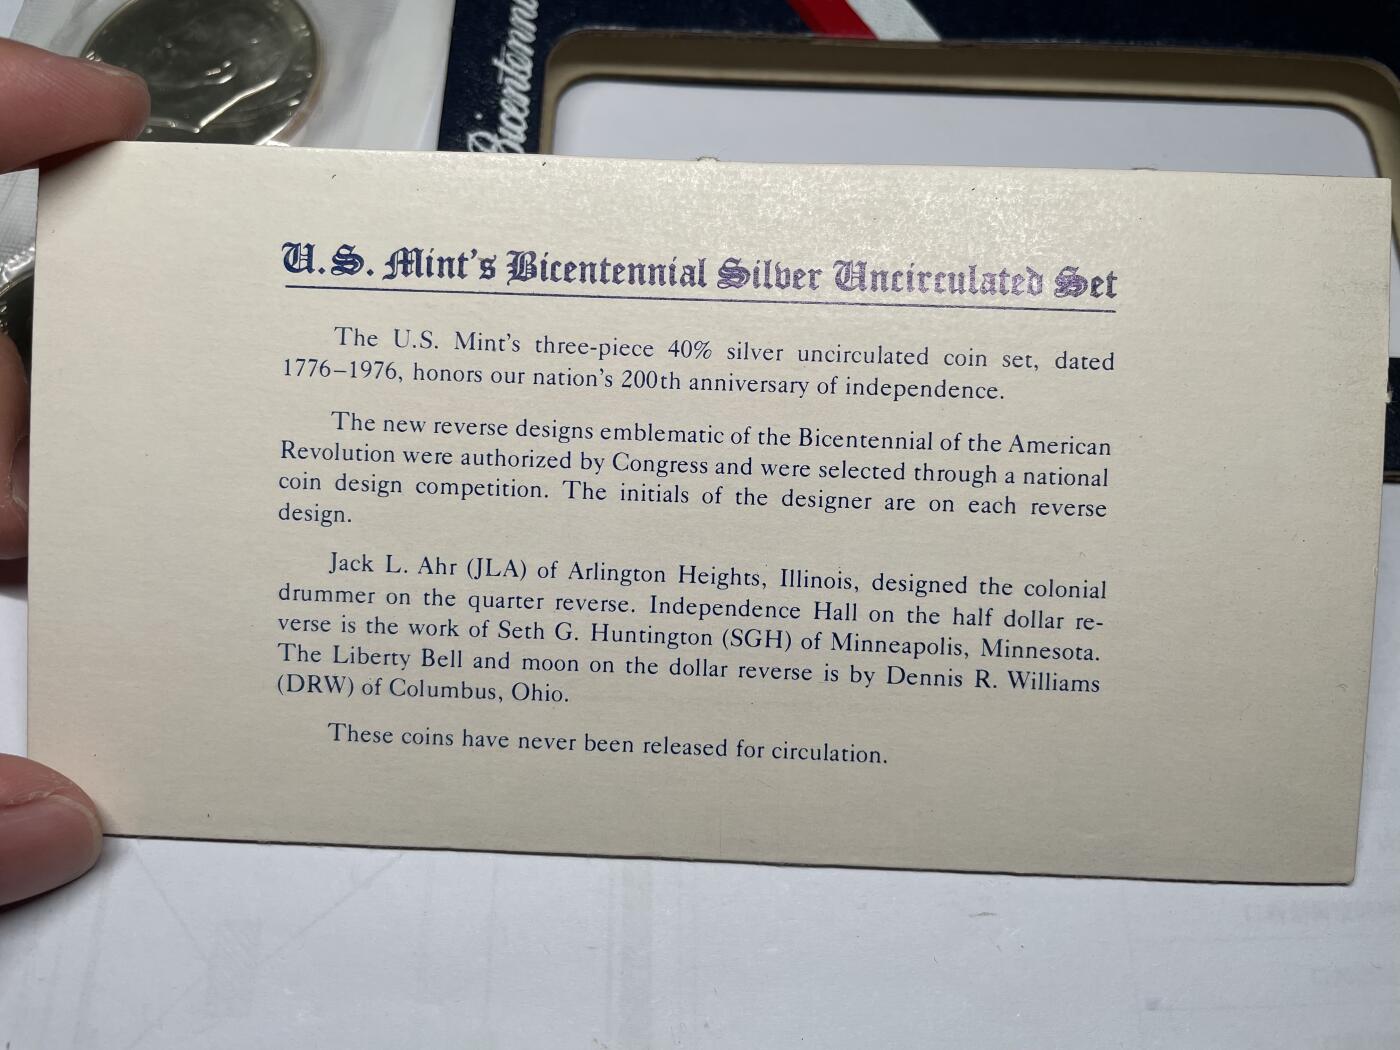 Bicentenni
U.S. Mint's Bicentennial Silver Uncirculated Set
The U.S. Mint's three-piece 40% silver uncirculated coin set, dated
1776–1976, honors our nation's 200th anniversary of independence.
The new reverse designs emblematic of the Bicentennial of the American
Revolution were authorized by Congress and were selected through a national
coin design competition. The initials of the designer are on each reverse
design.
Jack L. Ahr (JLA) of Arlington Heights, Illinois, designed the colonial
drummer on the quarter reverse. Independence Hall on the half dollar re-
verse is the work of Seth G. Huntington (SGH) of Minneapolis, Minnesota.
The Liberty Bell and moon on the dollar reverse is by Dennis R. Williams
(DRW) of Columbus, Ohio.
These coins have never been released for circulation.